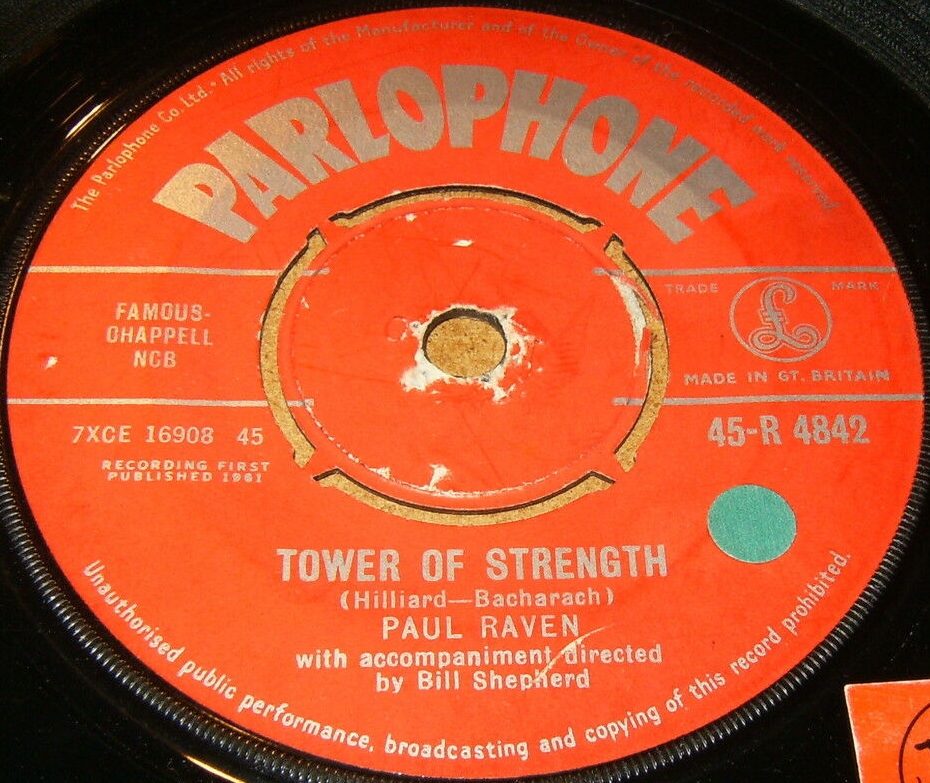 The Parlophone Co. Ltd. • All rights of the Manufacturer and of the Owner of the recorded work reserved
PARLOPHONE
TRADE MARK
£
FAMOUS-
CHAPPELL
NCB
MADE IN GT. BRITAIN
7XCE 16908 45
45-R 4842
RECORDING FIRST
PUBLISHED 1961
TOWER OF STRENGTH
(Hilliard—Bacharach)
PAUL RAVEN
with accompaniment directed
by Bill Shepherd
Unauthorised public performance, broadcasting and copying of this record prohibited.